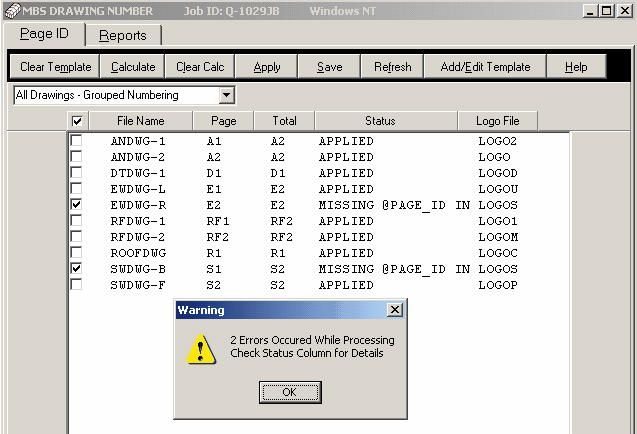 MBS DRAWING NUMBER Job ID: Q-1029JB Windows NT
Page ID Reports
Clear Template Calculate Clear Calc Apply Save Refresh Add/Edit Template Help
All Drawings - Grouped Numbering
File Name Page Total Status Logo File
ANDWG-1 A1 A2 APPLIED LOGO2
ANDWG-2 A2 A2 APPLIED LOGO
DTDWG-1 D1 D1 APPLIED LOGOD
EWDWG-L E1 E2 APPLIED LOGOU
EWDWG-R E2 E2 MISSING @PAGE_ID IN LOGOS
RFDWG-1 RF1 RF2 APPLIED LOGO1
RFDWG-2 RF2 RF2 APPLIED LOGOM
ROOFDWG R1 R1 APPLIED LOGOC
SWDWG-B S1 S2 MISSING @PAGE_ID IN LOGOS
SWDWG-F S2 S2 APPLIED LOGOP
Warning
2 Errors Occured While Processing
Check Status Column for Details
OK